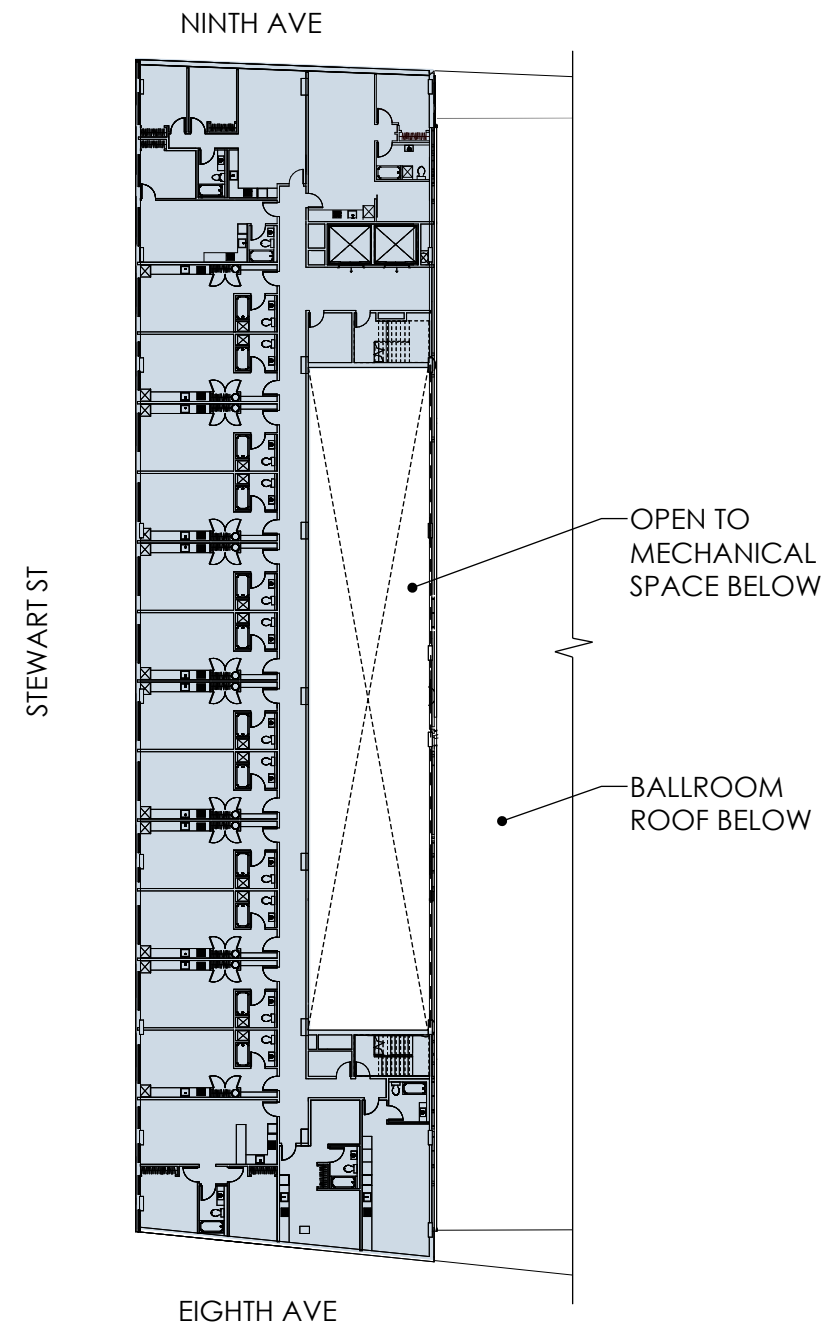 NINTH AVE
STEWART ST
OPEN TO
MECHANICAL
SPACE BELOW
BALLROOM
ROOF BELOW
EIGHTH AVE